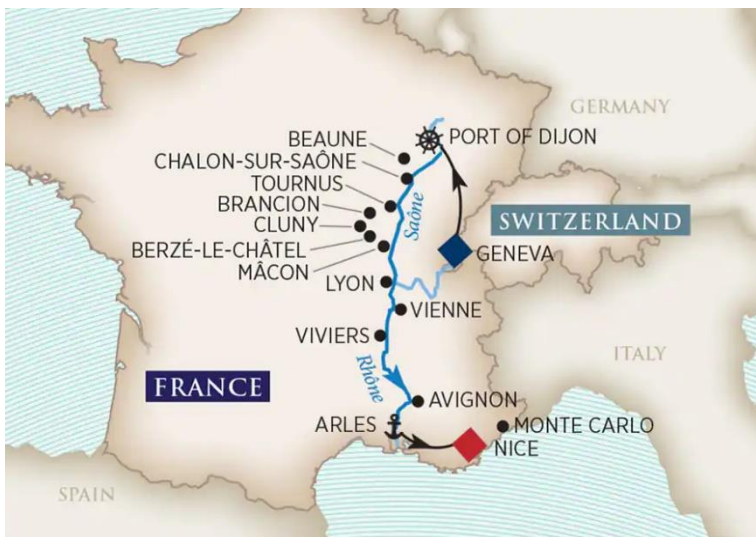 GERMANY
BEAUNE
PORT OF DIJON
CHALON-SUR-SAÔNE
TOURNUS
BRANCION
CLUNY
Saône
SWITZERLAND
BERZÉ-LE-CHÂTEL
GENEVA
MÂCON
LYON
VIENNE
VIVIERS
ITALY
Rhône
FRANCE
AVIGNON
ARLES
MONTE CARLO
NICE
SPAIN